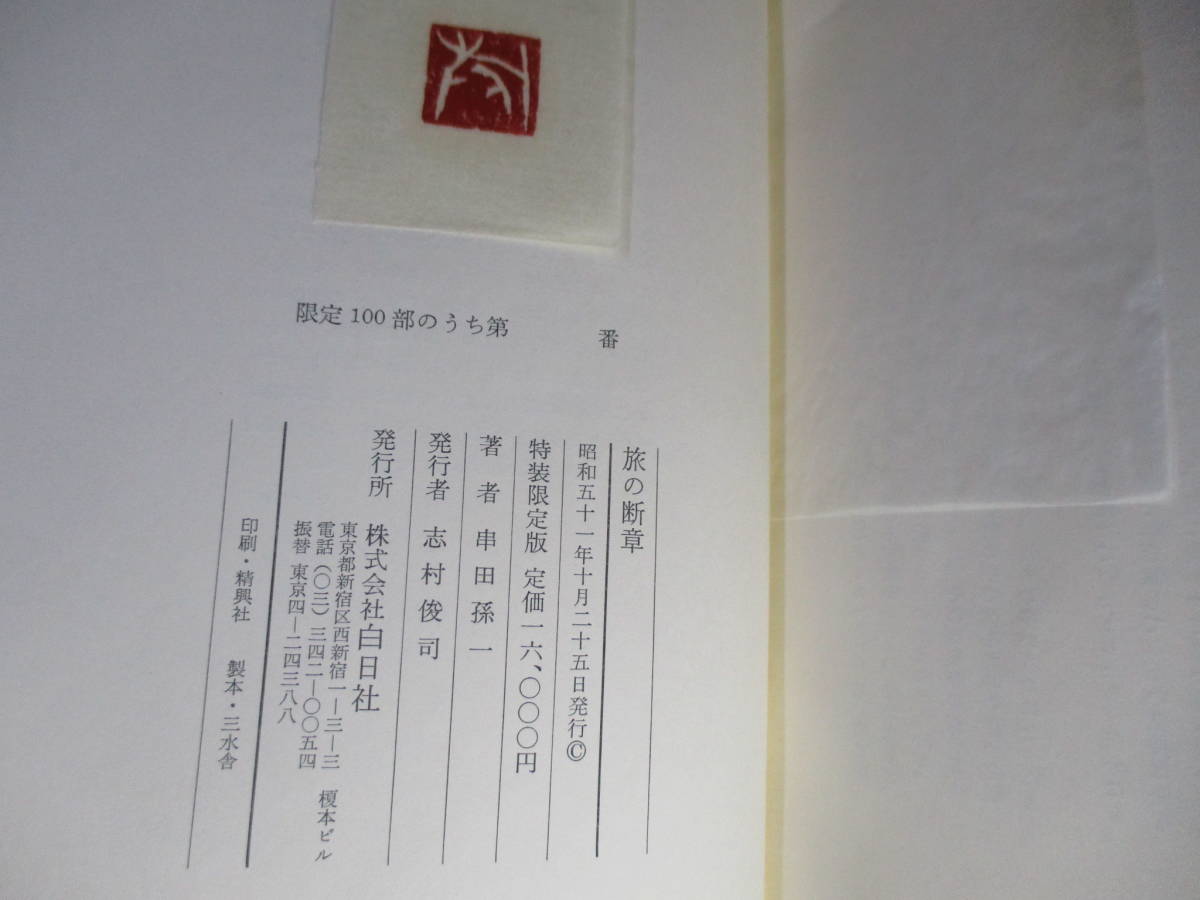 限定100部のうち第　　番
旅の断章
昭和五十一年十月二十五日発行©
特装限定版 定価一六、〇〇〇円
著者 串田孫一
発行者 志村俊司
発行所 株式会社白日社
東京都新宿区西新宿一ー三ー三 榎本ビル
電話(〇三)三四二ー〇〇五四
振替 東京四ー二四三八八
印刷・精興社 製本・三水舎